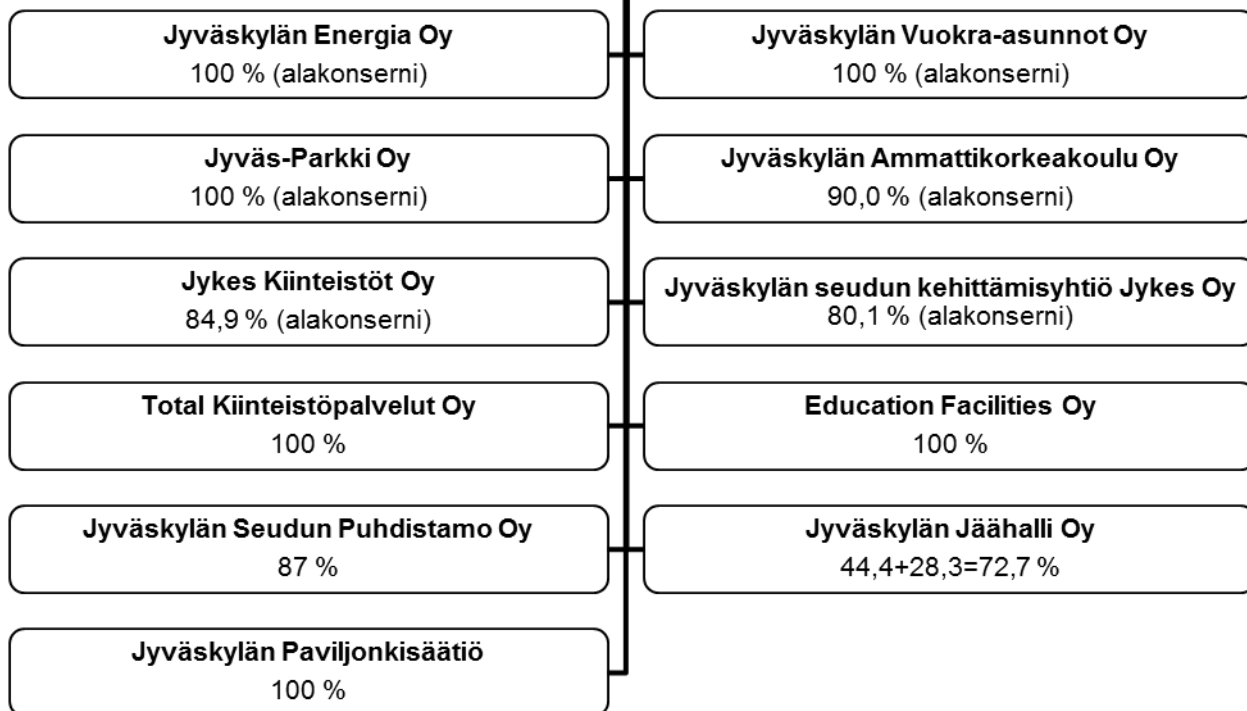 Jyväskylän Energia Oy
100 % (alakonserni)
Jyväskylän Vuokra-asunnot Oy
100 % (alakonserni)
Jyväs-Parkki Oy
100 % (alakonserni)
Jyväskylän Ammattikorkeakoulu Oy
90,0 % (alakonserni)
Jykes Kiinteistöt Oy
84,9 % (alakonserni)
Jyväskylän seudun kehittämisyhtiö Jykes Oy
80,1 % (alakonserni)
Total Kiinteistöpalvelut Oy
100 %
Education Facilities Oy
100 %
Jyväskylän Seudun Puhdistamo Oy
87 %
Jyväskylän Jäähalli Oy
44,4+28,3=72,7 %
Jyväskylän Paviljonkisäätiö
100 %